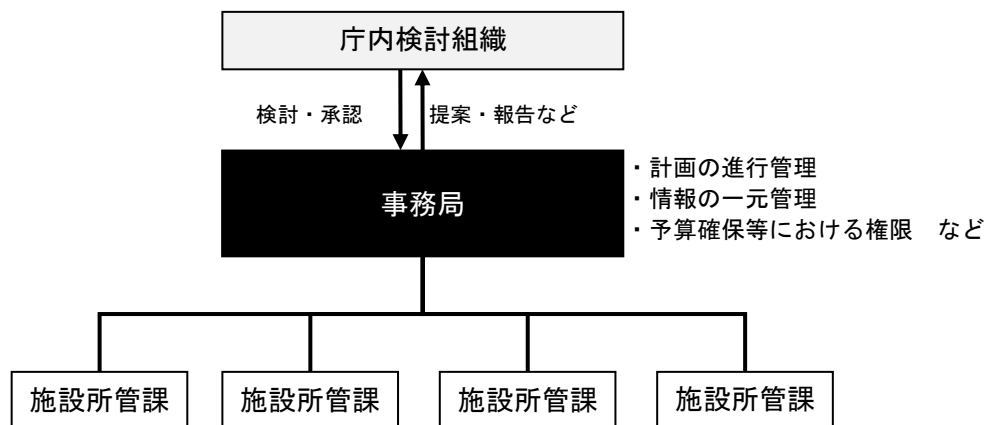 庁内検討組織
検討・承認
提案・報告など
事務局
・計画の進行管理
・情報の一元管理
・予算確保等における権限　など
施設所管課
施設所管課
施設所管課
施設所管課